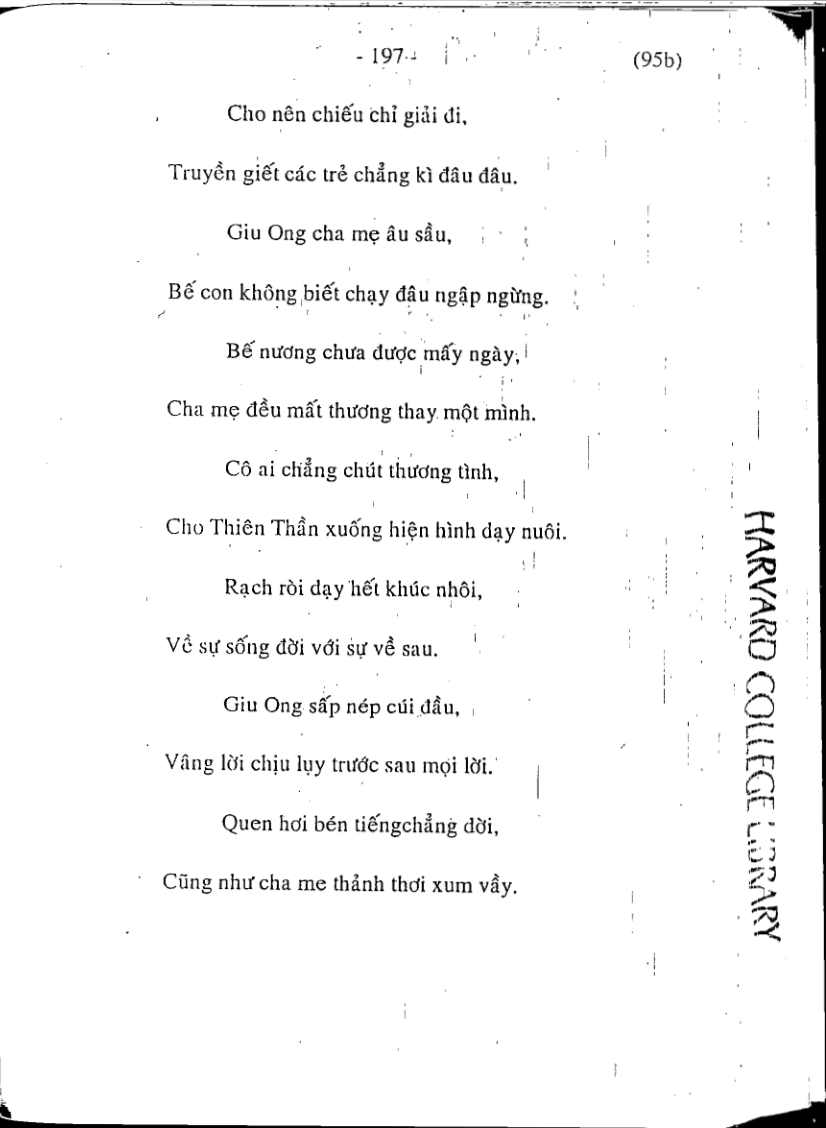 - 197 -
(95b)
Cho nên chiếu chỉ giải đi,
Truyền giết các trẻ chẳng kì đâu đâu.
Giu Ong cha mẹ âu sầu,
Bế con không biết chạy đâu ngập ngừng.
Bế nương chưa được mấy ngày,
Cha mẹ đều mất thương thay một mình.
Cô ai chẳng chút thương tình,
Cho Thiên Thần xuống hiện hình dạy nuôi.
Rạch ròi dạy hết khúc nhôi,
Về sự sống đời với sự về sau.
Giu Ong sấp nép cúi đầu,
Vâng lời chịu lụy trước sau mọi lời.
Quen hơi bén tiếngchẳng dời,
Cũng như cha me thảnh thơi xum vầy.
HARVARD COLLEGE LIBRARY